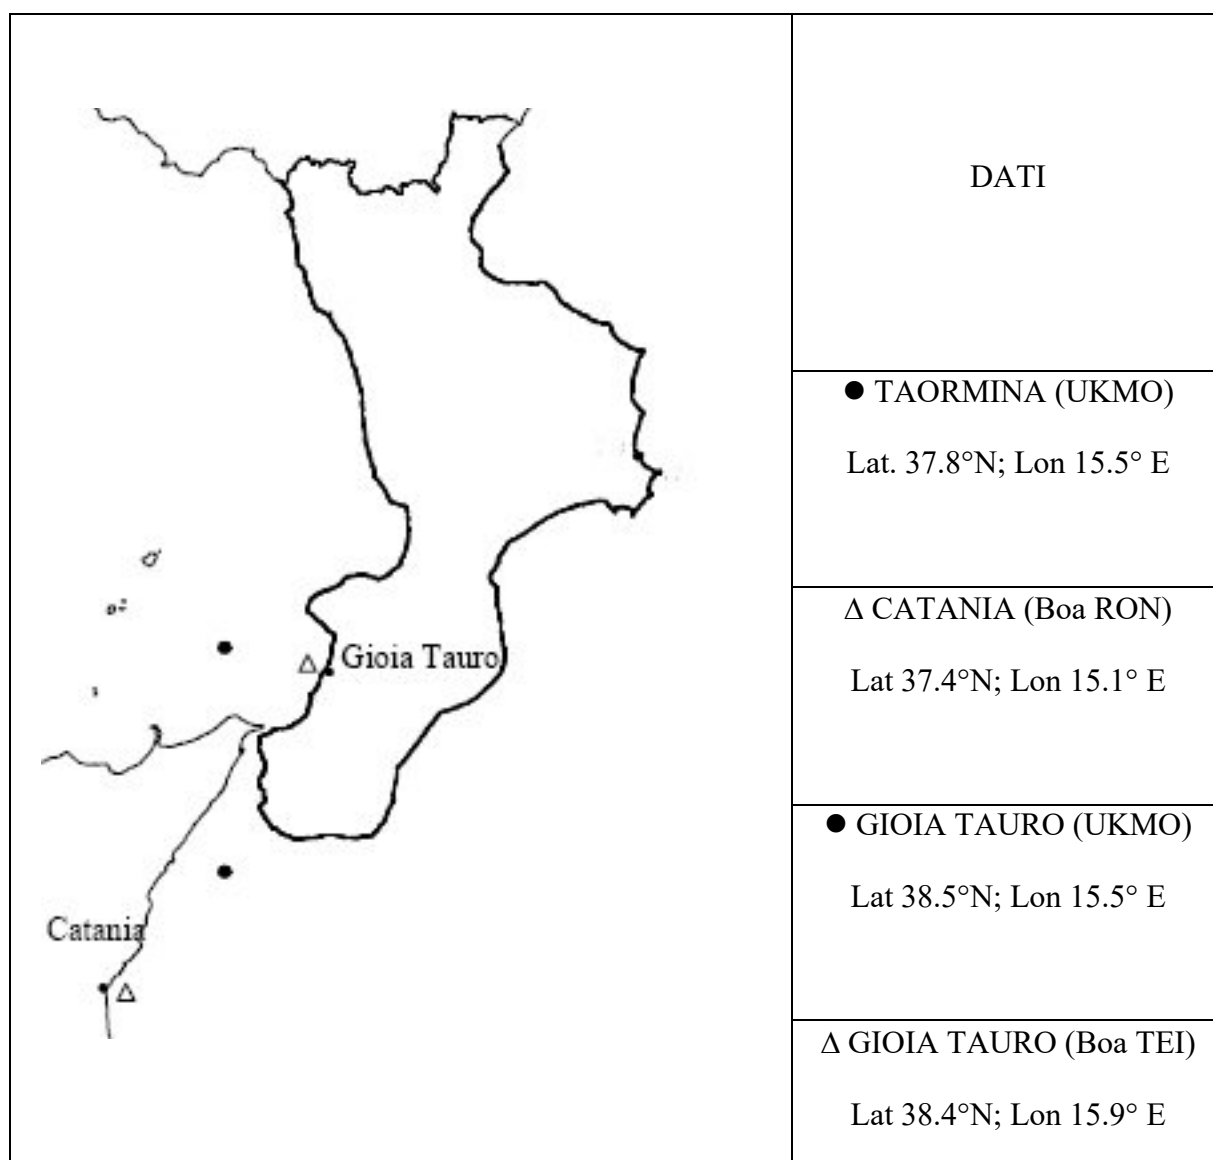 DATI
● TAORMINA (UKMO)
Lat. 37.8°N; Lon 15.5° E
Δ CATANIA (Boa RON)
Lat 37.4°N; Lon 15.1° E
● GIOIA TAURO (UKMO)
Lat 38.5°N; Lon 15.5° E
Δ GIOIA TAURO (Boa TEI)
Lat 38.4°N; Lon 15.9° E
Gioia Tauro
Catania